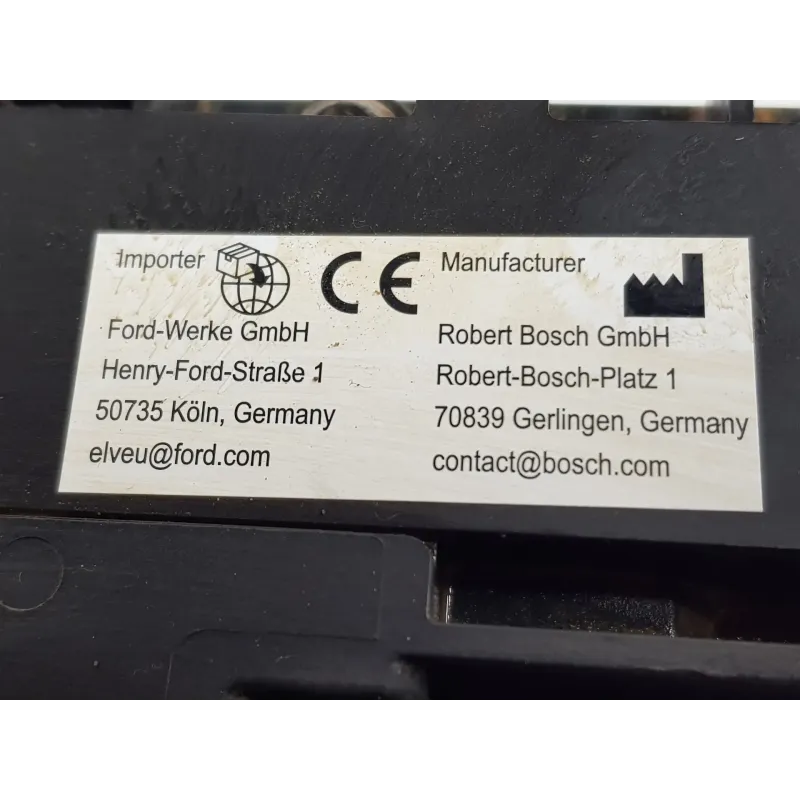 Importer
CE
Manufacturer
Ford-Werke GmbH
Henry-Ford-Straße 1
50735 Köln, Germany
elveu@ford.com
Robert Bosch GmbH
Robert-Bosch-Platz 1
70839 Gerlingen, Germany
contact@bosch.com